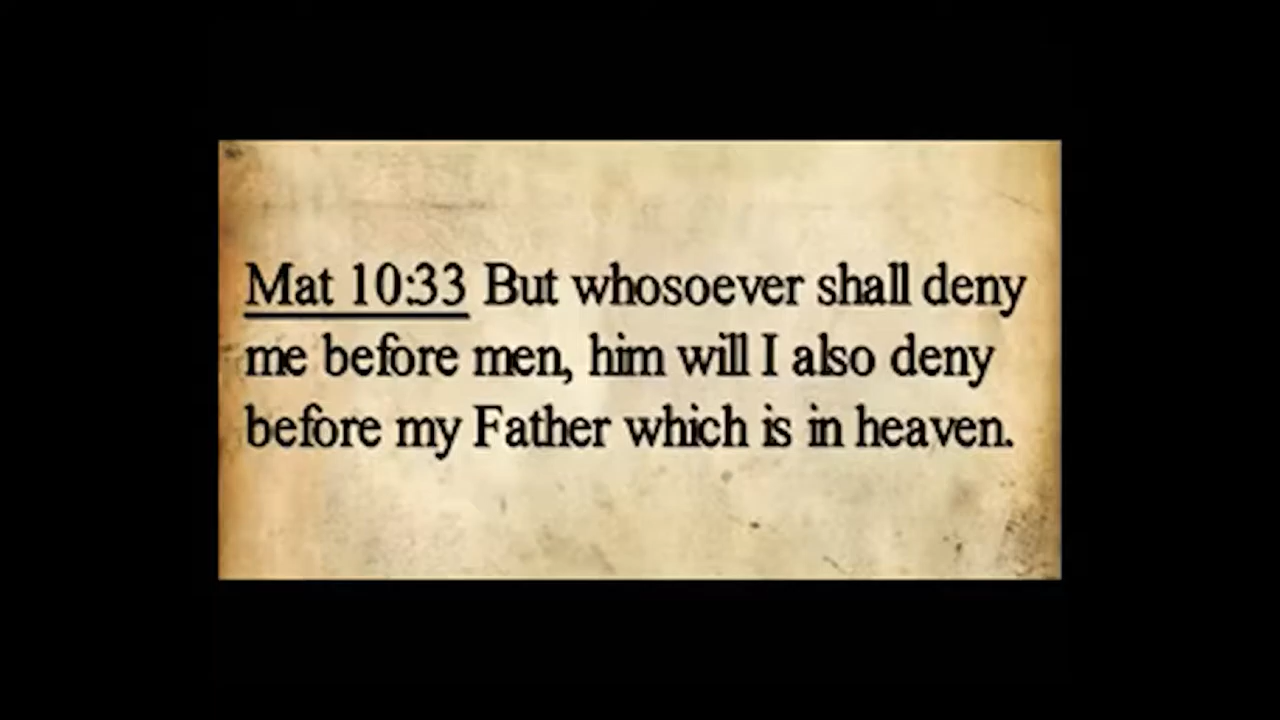 Mat 10:33 But whosoever shall deny
me before men, him will I also deny
before my Father which is in heaven.